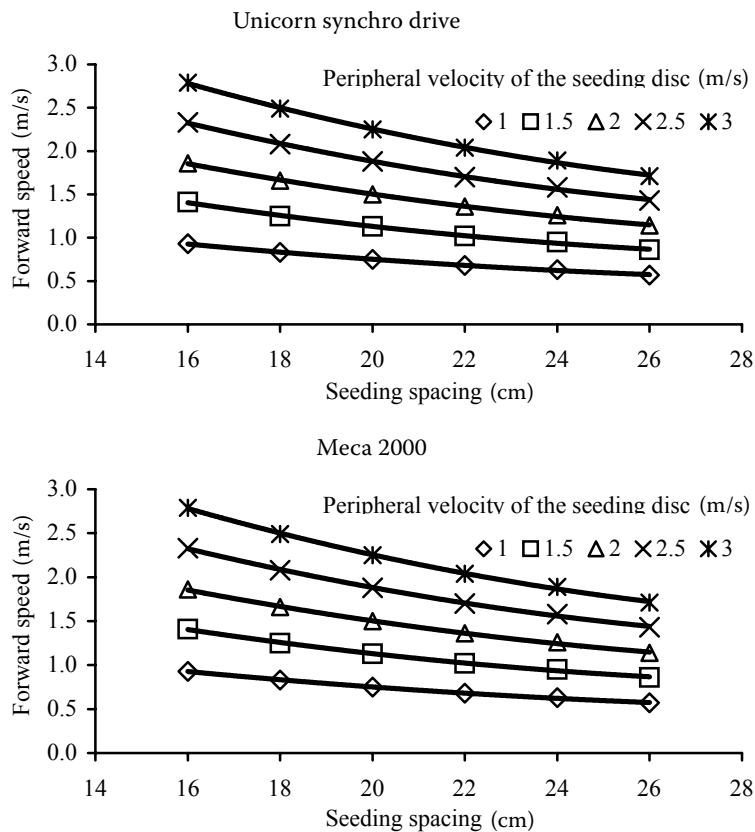 Unicorn synchro drive
Peripheral velocity of the seeding disc (m/s)
1 1.5 2 2.5 3
Forward speed (m/s)
3.0
2.5
2.0
1.5
1.0
0.5
0.0
14 16 18 20 22 24 26 28
Seeding spacing (cm)
Meca 2000
Peripheral velocity of the seeding disc (m/s)
1 1.5 2 2.5 3
Forward speed (m/s)
3.0
2.5
2.0
1.5
1.0
0.5
0.0
14 16 18 20 22 24 26 28
Seeding spacing (cm)